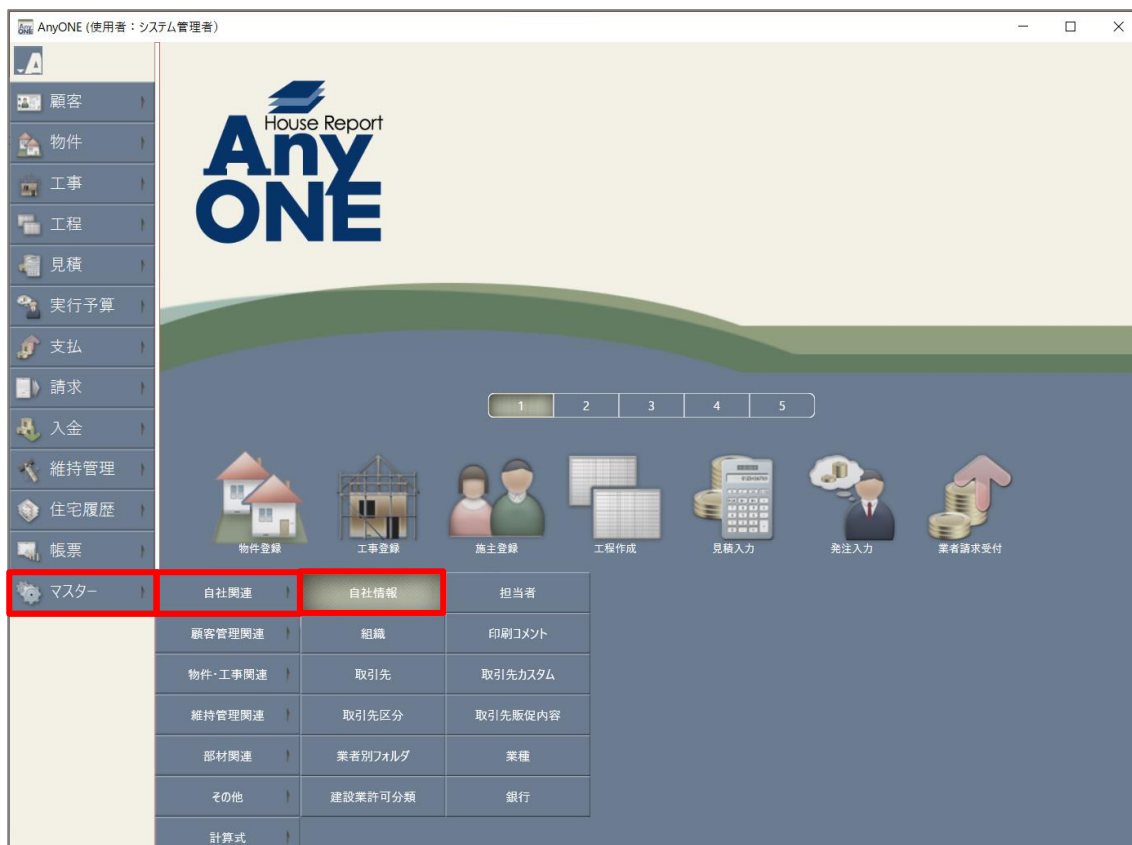 AnyONE (使用者：システム管理者)
顧客
物件
工事
工程
見積
実行予算
支払
請求
入金
維持管理
住宅履歴
帳票
マスター
House Report
Any
ONE
1 2 3 4 5
物件登録 工事登録 施主登録 工程作成 見積入力 発注入力 業者請求受付
自社関連 自社情報 担当者
顧客管理関連 組織 印刷コメント
物件・工事関連 取引先 取引先カスタム
維持管理関連 取引先区分 取引先販促内容
部材関連 業者別フォルダ 業種
その他 建設業許可分類 銀行
計算式